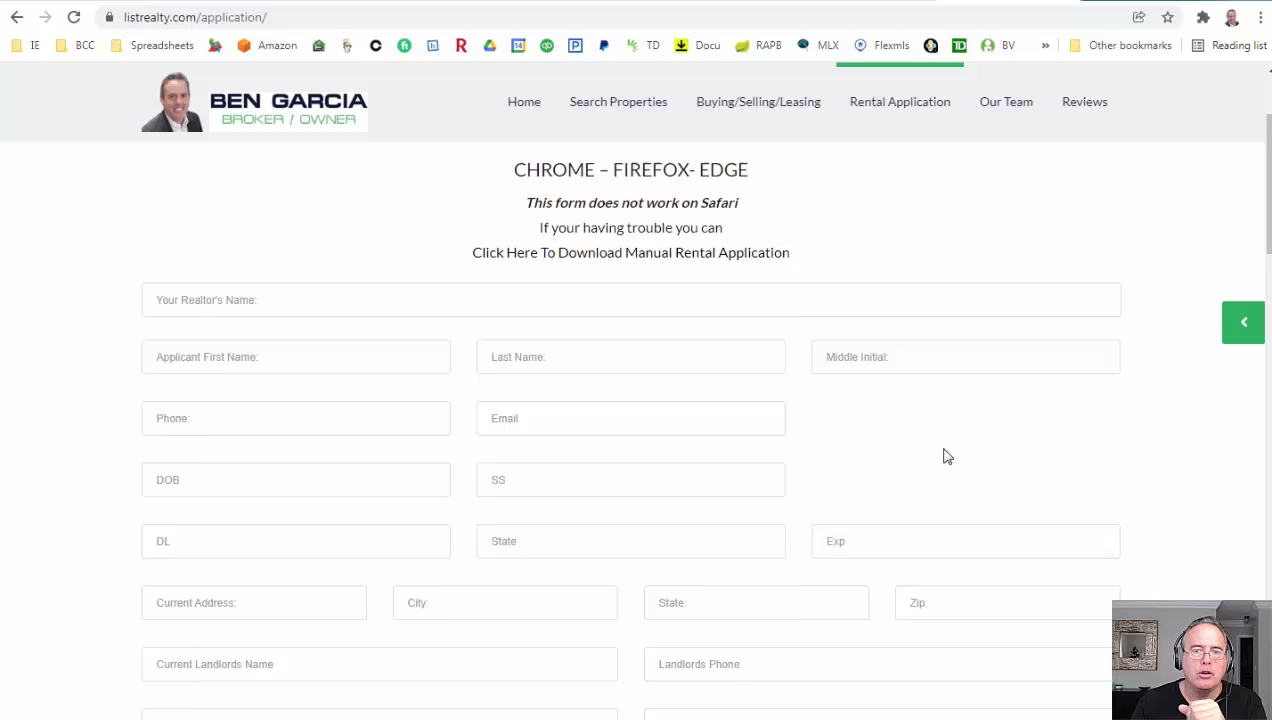 listrealty.com/application/
IE BCC Spreadsheets Amazon TD Docu RAPB MLX Flexmls BV » Other bookmarks Reading list
BEN GARCIA
BROKER / OWNER
Home Search Properties Buying/Selling/Leasing Rental Application Our Team Reviews
CHROME – FIREFOX- EDGE
This form does not work on Safari
If your having trouble you can
Click Here To Download Manual Rental Application
Your Realtor's Name:
Applicant First Name: Last Name: Middle Initial:
Phone: Email
DOB SS
DL State Exp
Current Address: City: State: Zip:
Current Landlords Name Landlords Phone